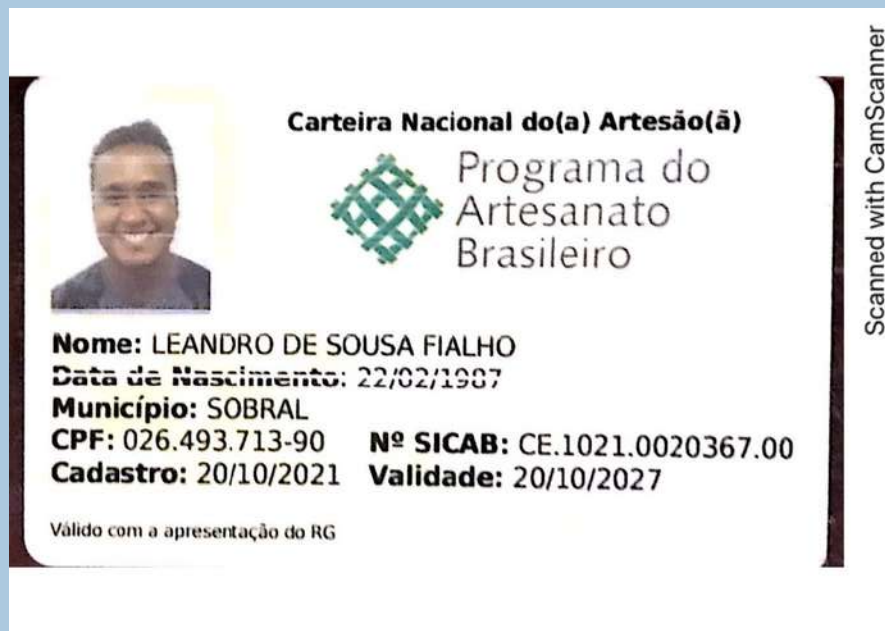 Carteira Nacional do(a) Artesão(ã)
Programa do
Artesanato
Brasileiro
Nome: LEANDRO DE SOUSA FIALHO
Data de Nascimento: 22/02/1987
Município: SOBRAL
CPF: 026.493.713-90 Nº SICAB: CE.1021.0020367.00
Cadastro: 20/10/2021 Validade: 20/10/2027
Válido com a apresentação do RG
Scanned with CamScanner